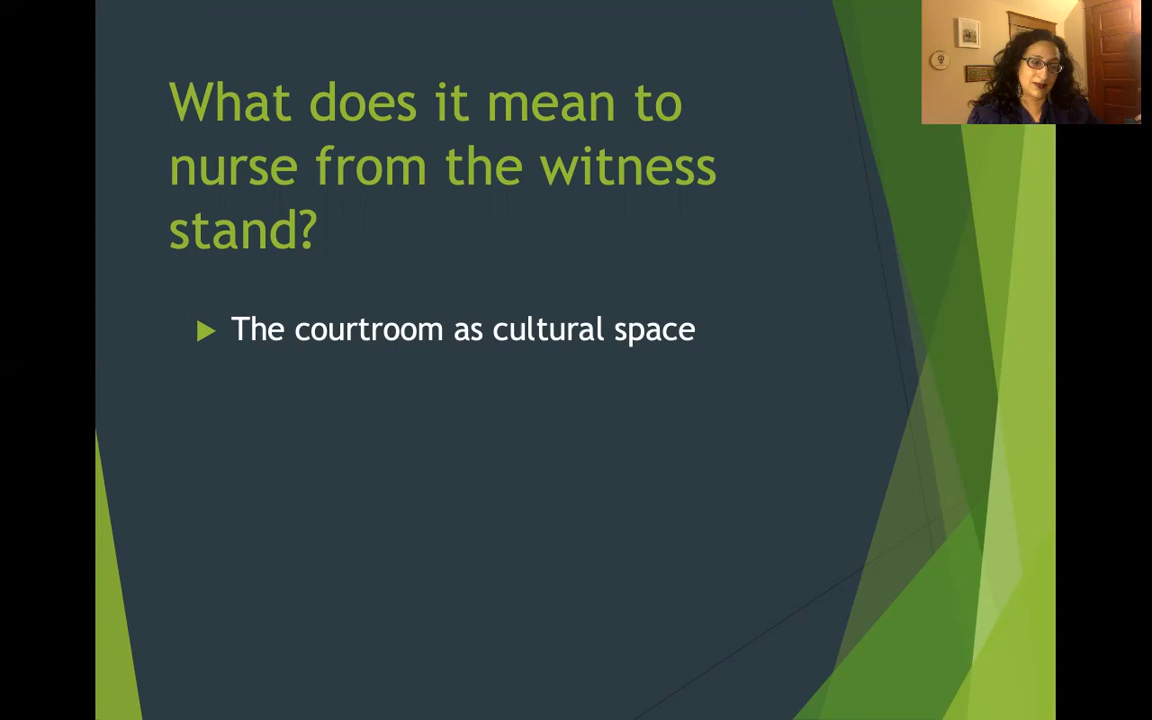 What does it mean to
nurse from the witness
stand?
The courtroom as cultural space